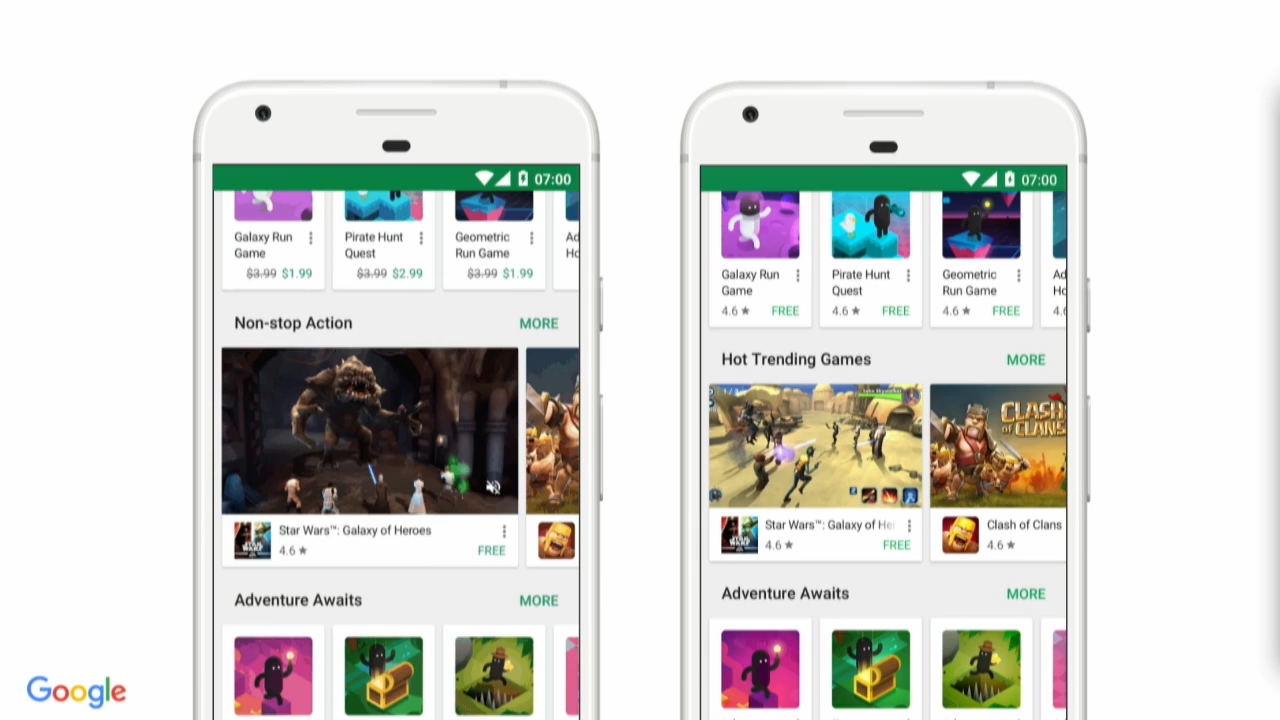 07:00
Galaxy Run
Game
$3.99 $1.99
Pirate Hunt
Quest
$3.99 $2.99
Geometric
Run Game
$3.99 $1.99
Non-stop Action
MORE
Star Wars™: Galaxy of Heroes
4.6 ★
FREE
Adventure Awaits
MORE
07:00
Galaxy Run
Game
4.6 ★ FREE
Pirate Hunt
Quest
4.6 ★ FREE
Geometric
Run Game
4.6 ★ FREE
Hot Trending Games
MORE
CLASH
OF CLANS
Star Wars™: Galaxy of
4.6 ★
FREE
Clash of Clans
4.6 ★
Adventure Awaits
MORE
Google